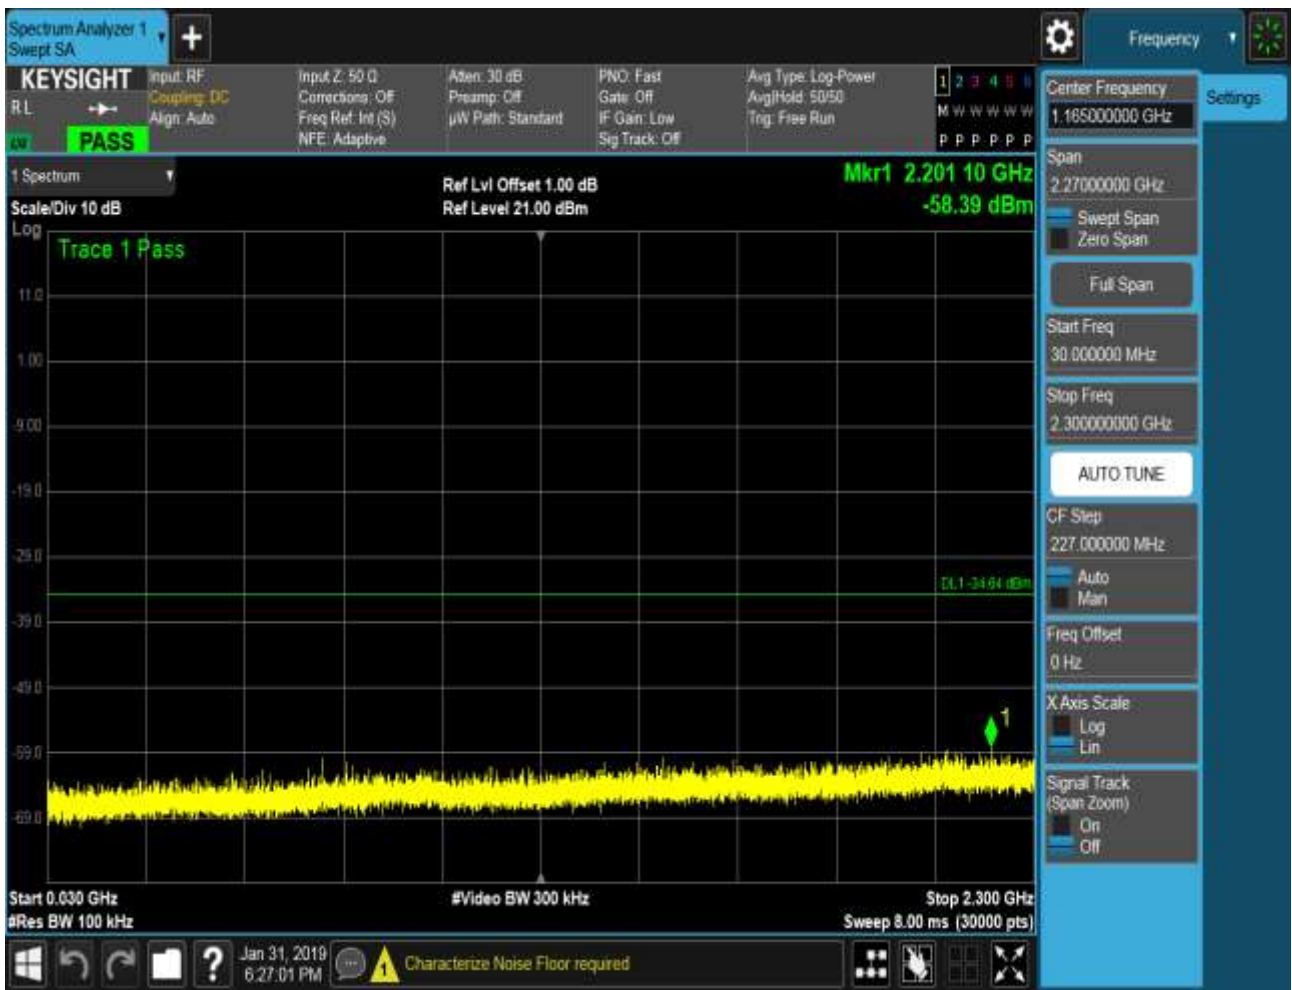 Spectrum Analyzer 1
Swept SA
+
Frequency
KEYSIGHT
R L
PASS
Input: RF
Coupling: DC
Align: Auto
Input Z: 50 Ω
Corrections: Off
Freq Ref: Int (S)
NFE: Adaptive
Atten: 30 dB
Preamp: Off
µW Path: Standard
PNO: Fast
Gate: Off
IF Gain: Low
Sig Track: Off
Avg Type: Log-Power
Avg|Hold: 50/50
Trig: Free Run
1 2 3 4 5 6
M W W W W W
P P P P P P
1 Spectrum
Scale/Div 10 dB
Log
Ref Lvl Offset 1.00 dB
Ref Level 21.00 dBm
Mkr1 2.201 10 GHz
-58.39 dBm
Trace 1 Pass
11.0
1.00
-9.00
-19.0
-29.0
DL1 -34.64 dBm
-39.0
-49.0
1
-59.0
-69.0
Start 0.030 GHz
#Res BW 100 kHz
#Video BW 300 kHz
Stop 2.300 GHz
Sweep 8.00 ms (30000 pts)
Jan 31, 2019
6:27:01 PM
?
1
Characterize Noise Floor required
Center Frequency
1.165000000 GHz
Settings
Span
2.27000000 GHz
Swept Span
Zero Span
Full Span
Start Freq
30.000000 MHz
Stop Freq
2.300000000 GHz
AUTO TUNE
CF Step
227.000000 MHz
Auto
Man
Freq Offset
0 Hz
X Axis Scale
Log
Lin
Signal Track
(Span Zoom)
On
Off